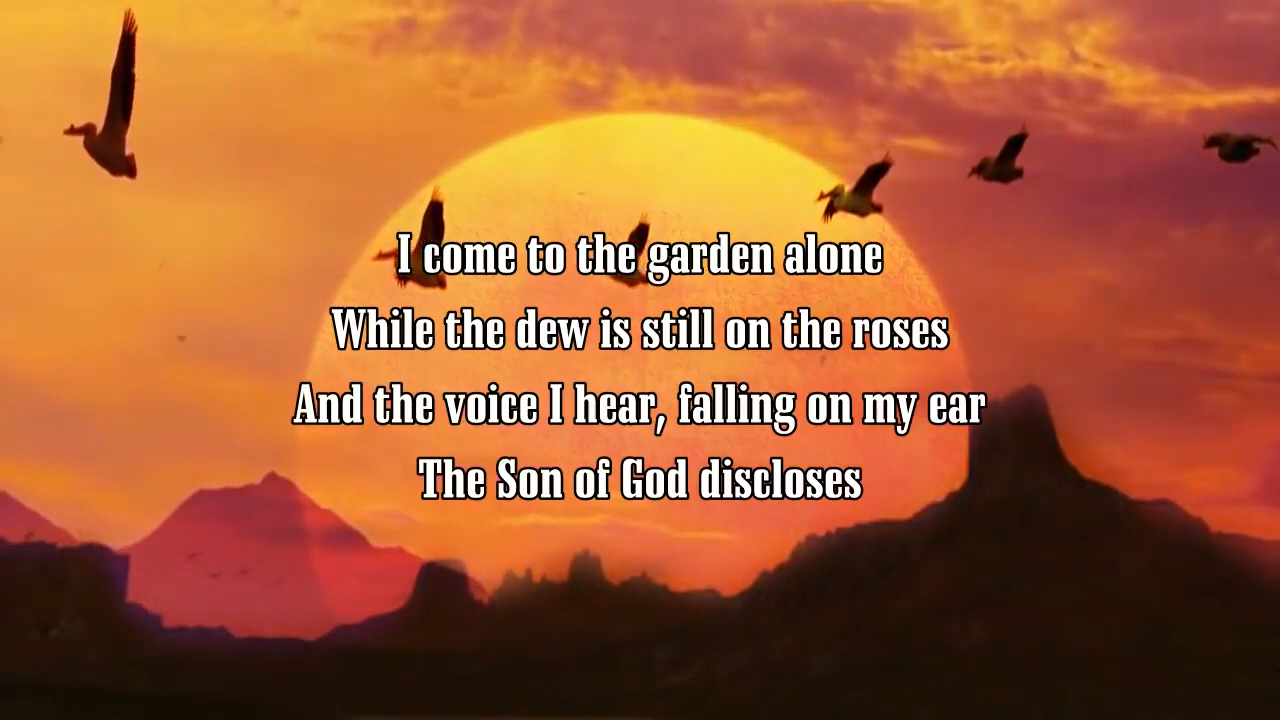 I come to the garden alone
While the dew is still on the roses
And the voice I hear, falling on my ear
The Son of God discloses